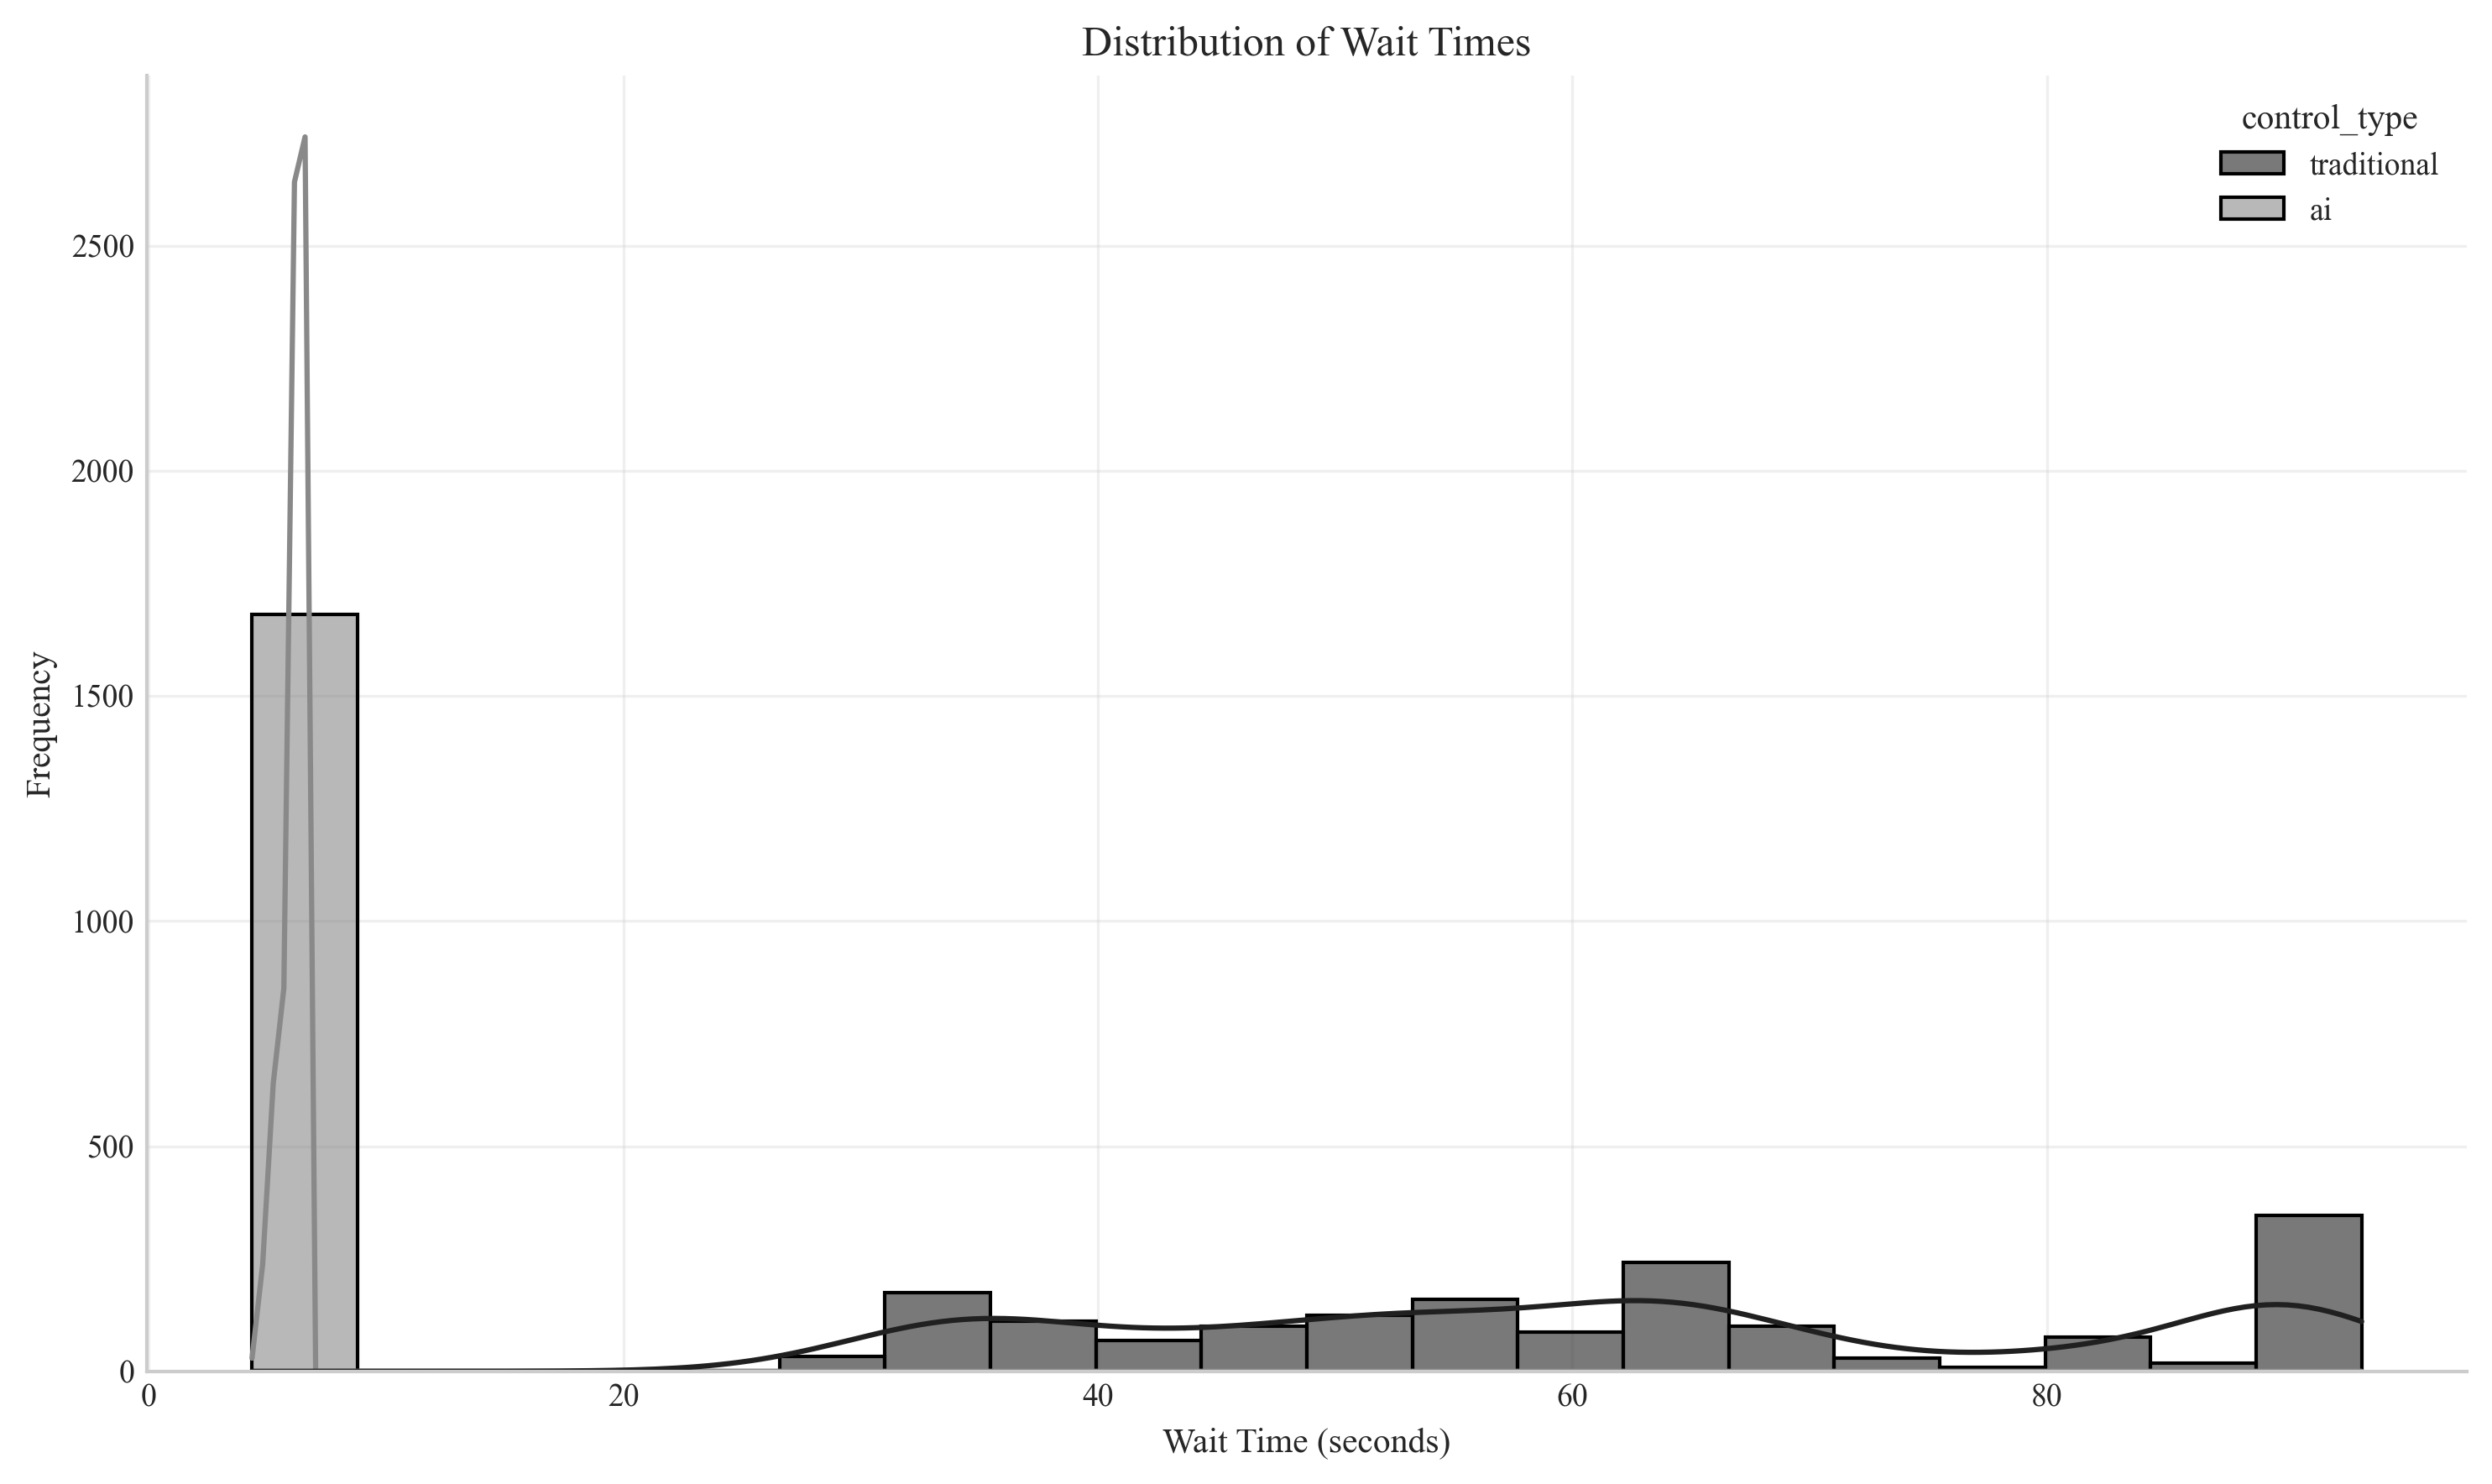 Distribution of Wait Times
control_type
traditional
ai
2500
2000
1500
1000
500
0
Frequency
0 20 40 60 80
Wait Time (seconds)